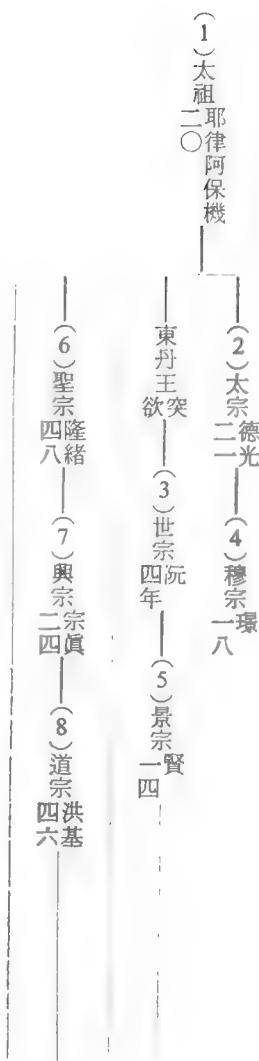 (1)太祖
耶律阿保機
二〇
(2)太宗
德光
二一
(4)穆宗
璟
一八
東丹王
突
欲
(3)世宗
阮
四年
(5)景宗
賢
一四
(6)聖宗
隆緒
四八
(7)興宗
宗眞
二四
(8)道宗
洪基
四六